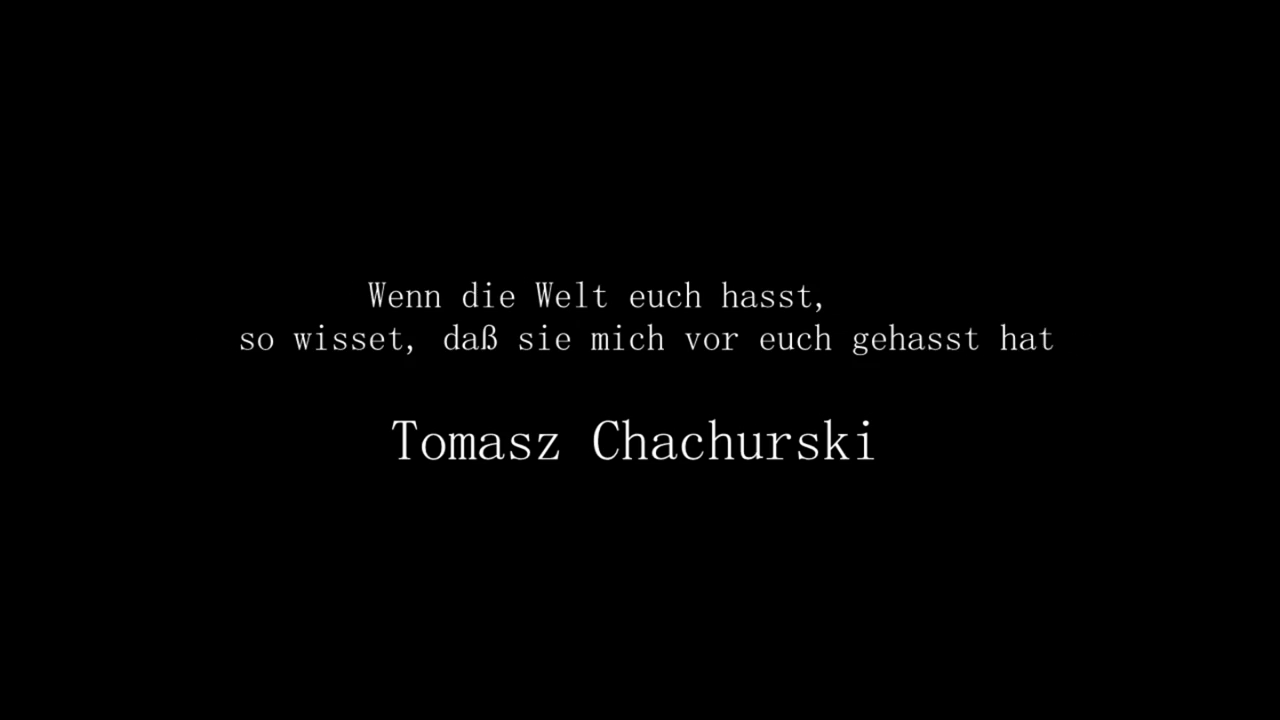 Wenn die Welt euch hasst,
so wisset, daß sie mich vor euch gehasst hat
Tomasz Chachurski